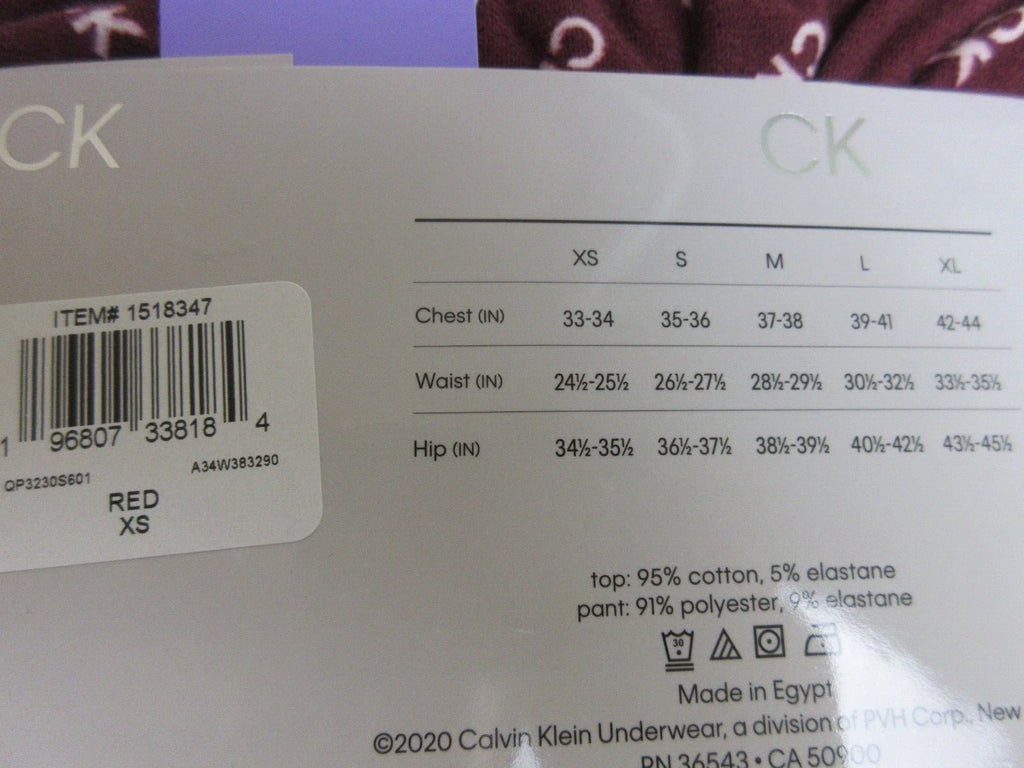 K
C
C
K
C
K
CK
CK
XS S M L XL
Chest (IN) 33-34 35-36 37-38 39-41 42-44
Waist (IN) 24½-25½ 26½-27½ 28½-29½ 30½-32½ 33½-35½
Hip (IN) 34½-35½ 36½-37½ 38½-39½ 40½-42½ 43½-45½
ITEM# 1518347
1 96807 33818 4
QP3230S601 A34W383290
RED
XS
top: 95% cotton, 5% elastane
pant: 91% polyester, 9% elastane
30
Made in Egypt
©2020 Calvin Klein Underwear, a division of PVH Corp., New
RN 36543 • CA 50900